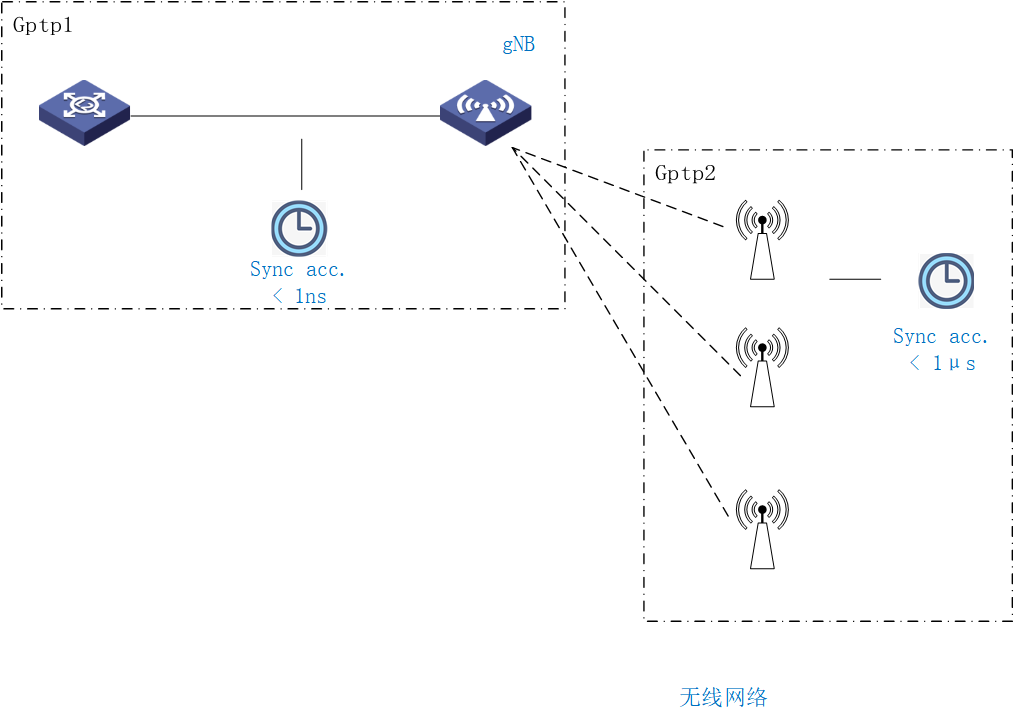 Gptp1
gNB
Sync acc.
< 1ns
Gptp2
Sync acc.
< 1μs
无线网络